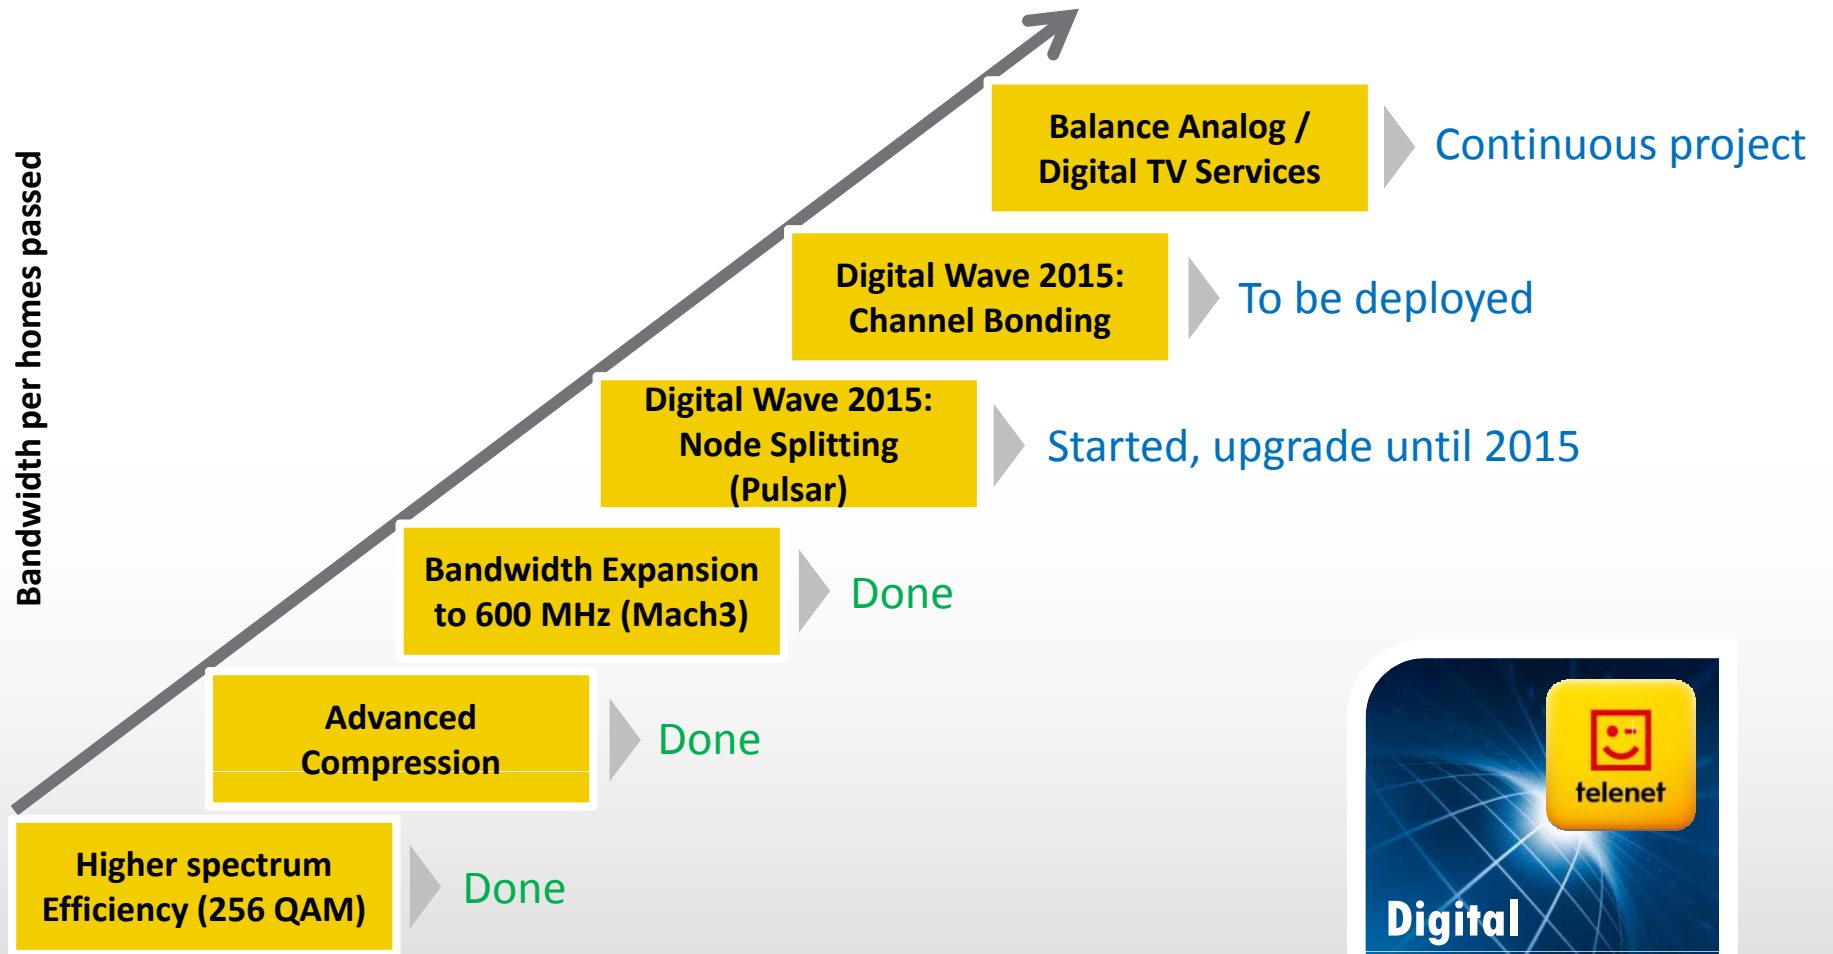 Bandwidth per homes passed
Balance Analog /
Digital TV Services
Continuous project
Digital Wave 2015:
Channel Bonding
To be deployed
Digital Wave 2015:
Node Splitting
(Pulsar)
Started, upgrade until 2015
Bandwidth Expansion
to 600 MHz (Mach3)
Done
Advanced
Compression
Done
Higher spectrum
Efficiency (256 QAM)
Done
telenet
Digital